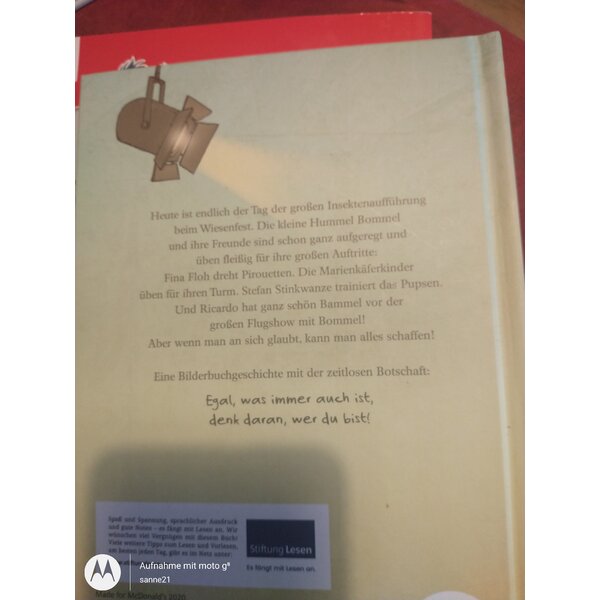 Heute ist endlich der Tag der großen Insektenaufführung
beim Wiesenfest. Die kleine Hummel Bommel
und ihre Freunde sind schon ganz aufgeregt und
üben fleißig für ihre großen Auftritte:
Fina Floh dreht Pirouetten. Die Marienkäferkinder
üben für ihren Turm. Stefan Stinkwanze trainiert das Pupsen.
Und Ricardo hat ganz schön Bammel vor der
großen Flugshow mit Bommel!
Aber wenn man an sich glaubt, kann man alles schaffen!
Eine Bilderbuchgeschichte mit der zeitlosen Botschaft:
Egal, was immer auch ist,
denk daran, wer du bist!
Spaß und Spannung, sprachlicher Ausdruck
und gute Noten – es fängt mit Lesen an. Wir
wünschen viel Vergnügen mit diesem Buch!
Viele weitere Tipps zum Lesen und Vorlesen,
am besten jeden Tag, gibt es im Netz unter:
Stiftung Lesen
Es fängt mit Lesen an.
Aufnahme mit moto g⁸
sanne21
Made for McDonald's 2020